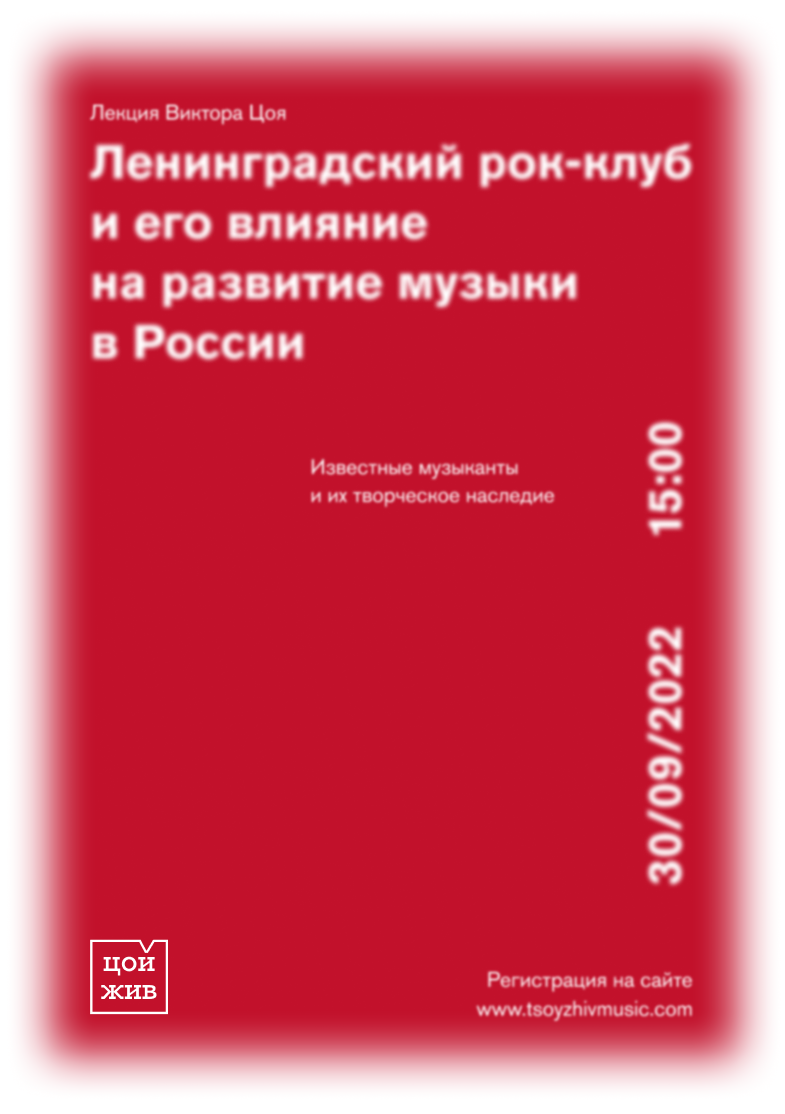 Лекция Виктора Цоя
Ленинградский рок-клуб
и его влияние
на развитие музыки
в России
Известные музыканты
и их творческое наследие
15:00
30/09/2022
цой
жив
Регистрация на сайте
www.tsoyzhivmusic.com